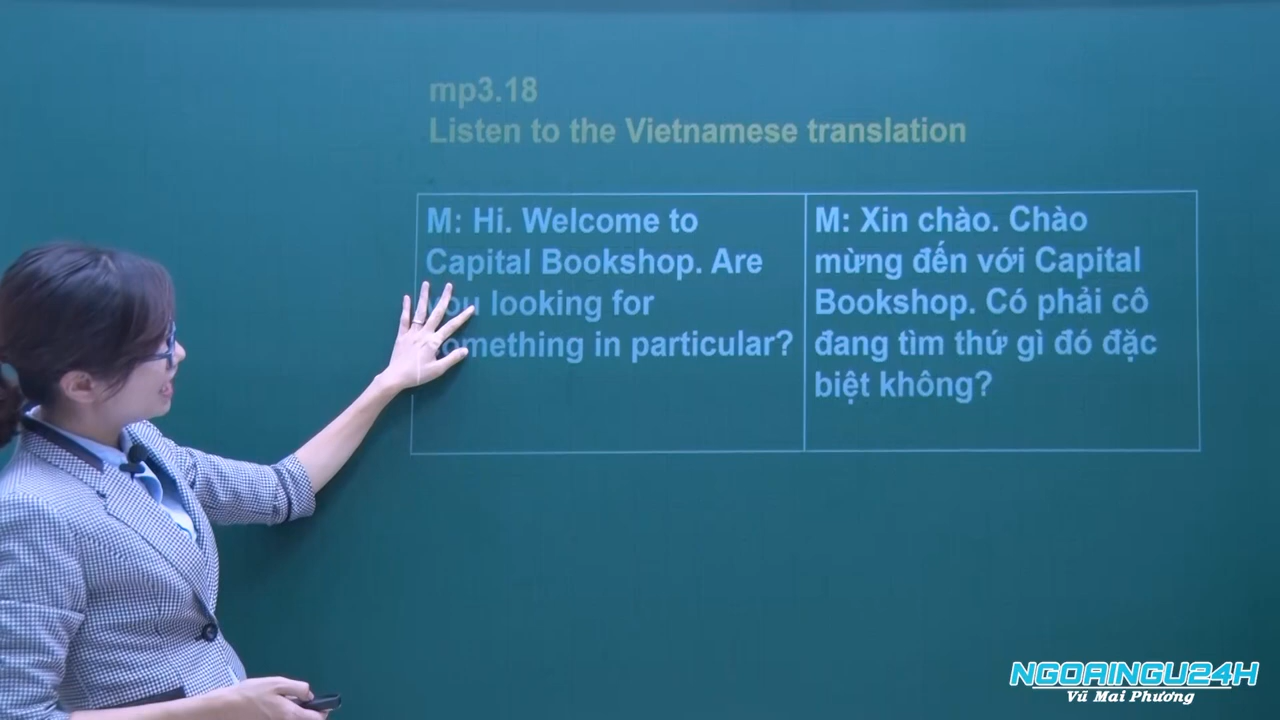 mp3.18
Listen to the Vietnamese translation
M: Hi. Welcome to
Capital Bookshop. Are
you looking for
something in particular?
M: Xin chào. Chào
mừng đến với Capital
Bookshop. Có phải cô
đang tìm thứ gì đó đặc
biệt không?
NGOAINGU24H
Vũ Mai Phương